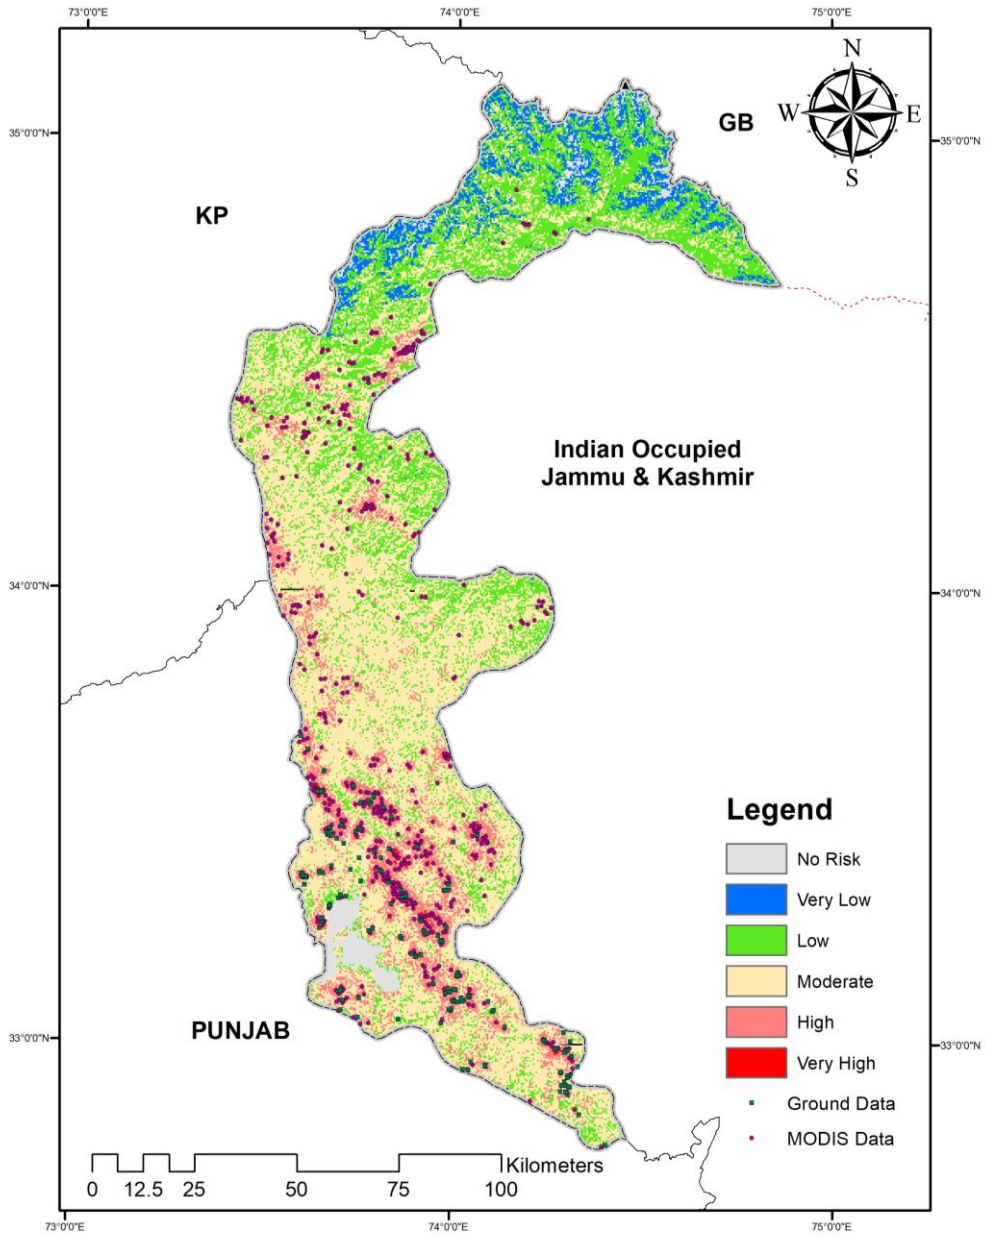 73°0'0"E 74°0'0"E 75°0'0"E
N
W E
S
GB
35°0'0"N 35°0'0"N
KP
Indian Occupied
Jammu & Kashmir
34°0'0"N 34°0'0"N
Legend
No Risk
Very Low
Low
Moderate
High
Very High
Ground Data
MODIS Data
PUNJAB
33°0'0"N 33°0'0"N
Kilometers
0 12.5 25 50 75 100
73°0'0"E 74°0'0"E 75°0'0"E